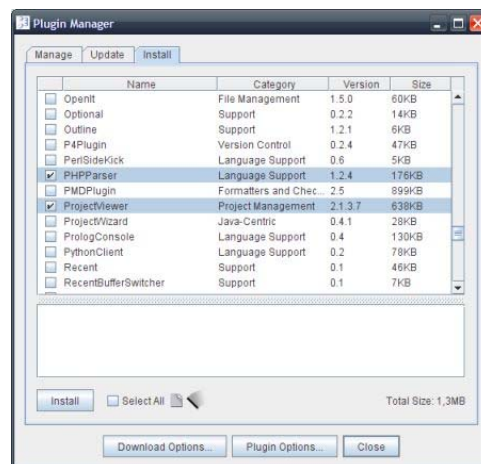 Plugin Manager
Manage Update Install
Name Category Version Size
OpenIt File Management 1.5.0 60KB
Optional Support 0.2.2 14KB
Outline Support 1.2.1 6KB
P4Plugin Version Control 0.2.4 47KB
PerlSideKick Language Support 0.6 5KB
PHPParser Language Support 1.2.4 176KB
PMDPlugin Formatters and Chec... 2.5 899KB
ProjectViewer Project Management 2.1.3.7 638KB
ProjectWizard Java-Centric 0.4.1 28KB
PrologConsole Language Support 0.4 130KB
PythonClient Language Support 0.2 78KB
Recent Support 0.1 46KB
RecentBufferSwitcher Support 0.1 7KB
Install Select All Total Size: 1,3MB
Download Options... Plugin Options... Close